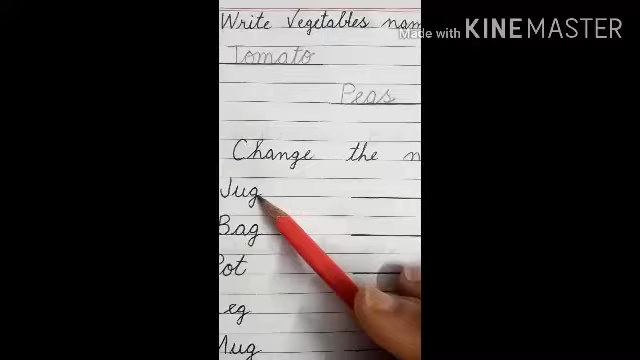 Write Vegetables nam
Made with KINEMASTER
Tomato
Peas
Change the n
Jug
Bag
Pot
eg
Mug